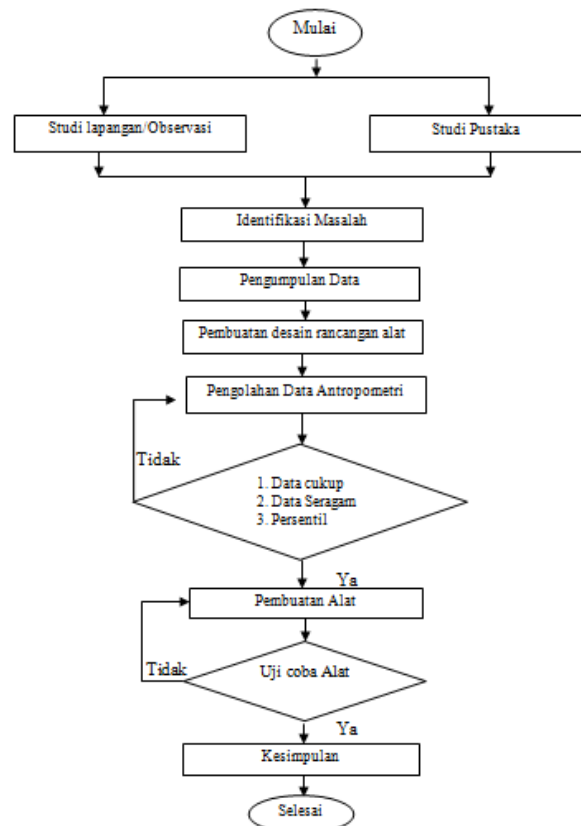 Mulai
Studi lapangan/Observasi
Studi Pustaka
Identifikasi Masalah
Pengumpulan Data
Pembuatan desain rancangan alat
Pengolahan Data Antropometri
Tidak
1. Data cukup
2. Data Seragam
3. Persentil
Ya
Pembuatan Alat
Tidak
Uji coba Alat
Ya
Kesimpulan
Selesai